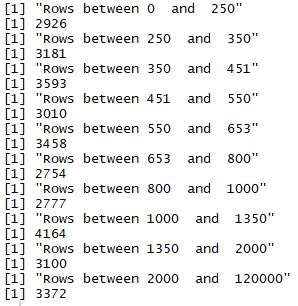 [1] "Rows between 0  and  250"
[1] 2926
[1] "Rows between 250  and  350"
[1] 3181
[1] "Rows between 350  and  451"
[1] 3593
[1] "Rows between 451  and  550"
[1] 3010
[1] "Rows between 550  and  653"
[1] 3458
[1] "Rows between 653  and  800"
[1] 2754
[1] "Rows between 800  and  1000"
[1] 2777
[1] "Rows between 1000  and  1350"
[1] 4164
[1] "Rows between 1350  and  2000"
[1] 3100
[1] "Rows between 2000  and  120000"
[1] 3372